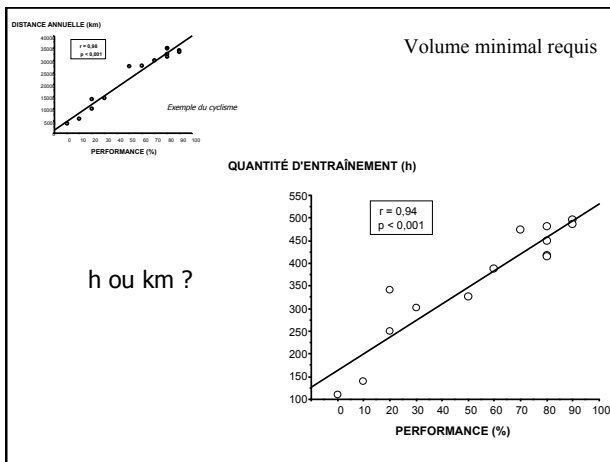 DISTANCE ANNUELLE (km)
Volume minimal requis
40000
35000
30000
25000
20000
15000
10000
5000
0
r = 0,98
p < 0,001
Exemple du cyclisme
0 10 20 30 40 50 60 70 80 90 100
PERFORMANCE (%)
QUANTITÉ D'ENTRAÎNEMENT (h)
h ou km ?
550
500
450
400
350
300
250
200
150
100
r = 0,94
p < 0,001
0 10 20 30 40 50 60 70 80 90 100
PERFORMANCE (%)